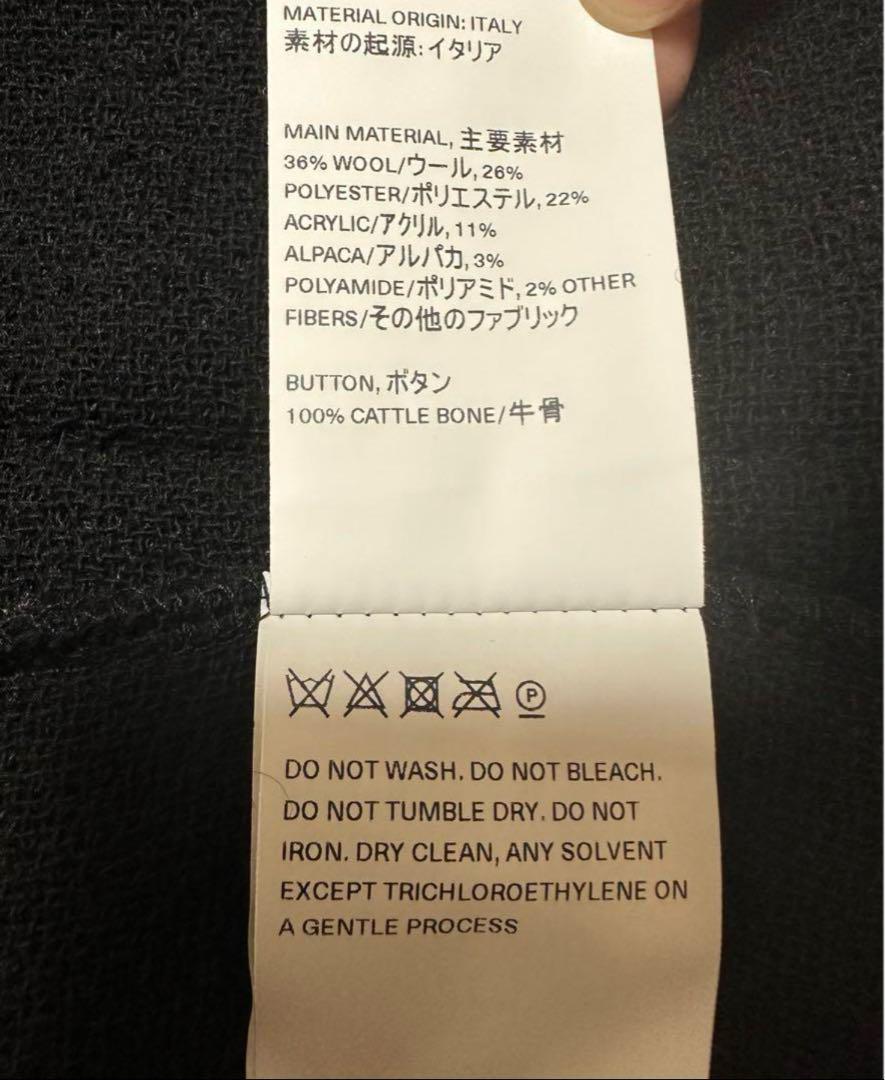 MATERIAL ORIGIN: ITALY
素材の起源:イタリア
MAIN MATERIAL, 主要素材
36% WOOL/ウール, 26%
POLYESTER/ポリエステル, 22%
ACRYLIC/アクリル, 11%
ALPACA/アルパカ, 3%
POLYAMIDE/ポリアミド, 2% OTHER
FIBERS/その他のファブリック
BUTTON, ボタン
100% CATTLE BONE/牛骨
P
DO NOT WASH. DO NOT BLEACH.
DO NOT TUMBLE DRY. DO NOT
IRON. DRY CLEAN, ANY SOLVENT
EXCEPT TRICHLOROETHYLENE ON
A GENTLE PROCESS